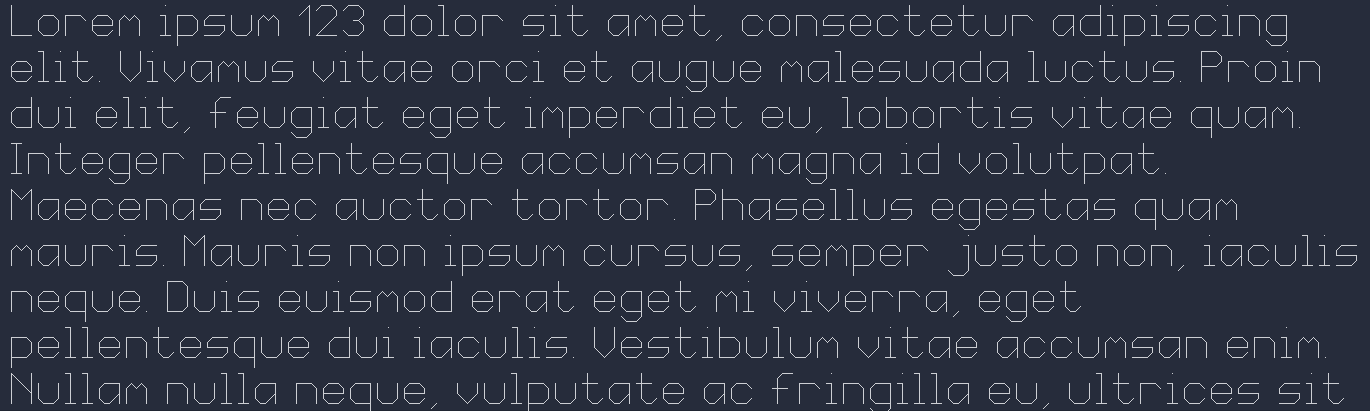 Lorem ipsum 123 dolor sit amet, consectetur adipiscing
elit. Vivamus vitae orci et augue malesuada luctus. Proin
dui elit, feugiat eget imperdiet eu, lobortis vitae quam.
Integer pellentesque accumsan magna id volutpat.
Maecenas nec auctor tortor. Phasellus egestas quam
mauris. Mauris non ipsum cursus, semper justo non, iaculis
neque. Duis euismod erat eget mi viverra, eget
pellentesque dui iaculis. Vestibulum vitae accumsan enim.
Nullam nulla neque, vulputate ac fringilla eu, ultrices sit